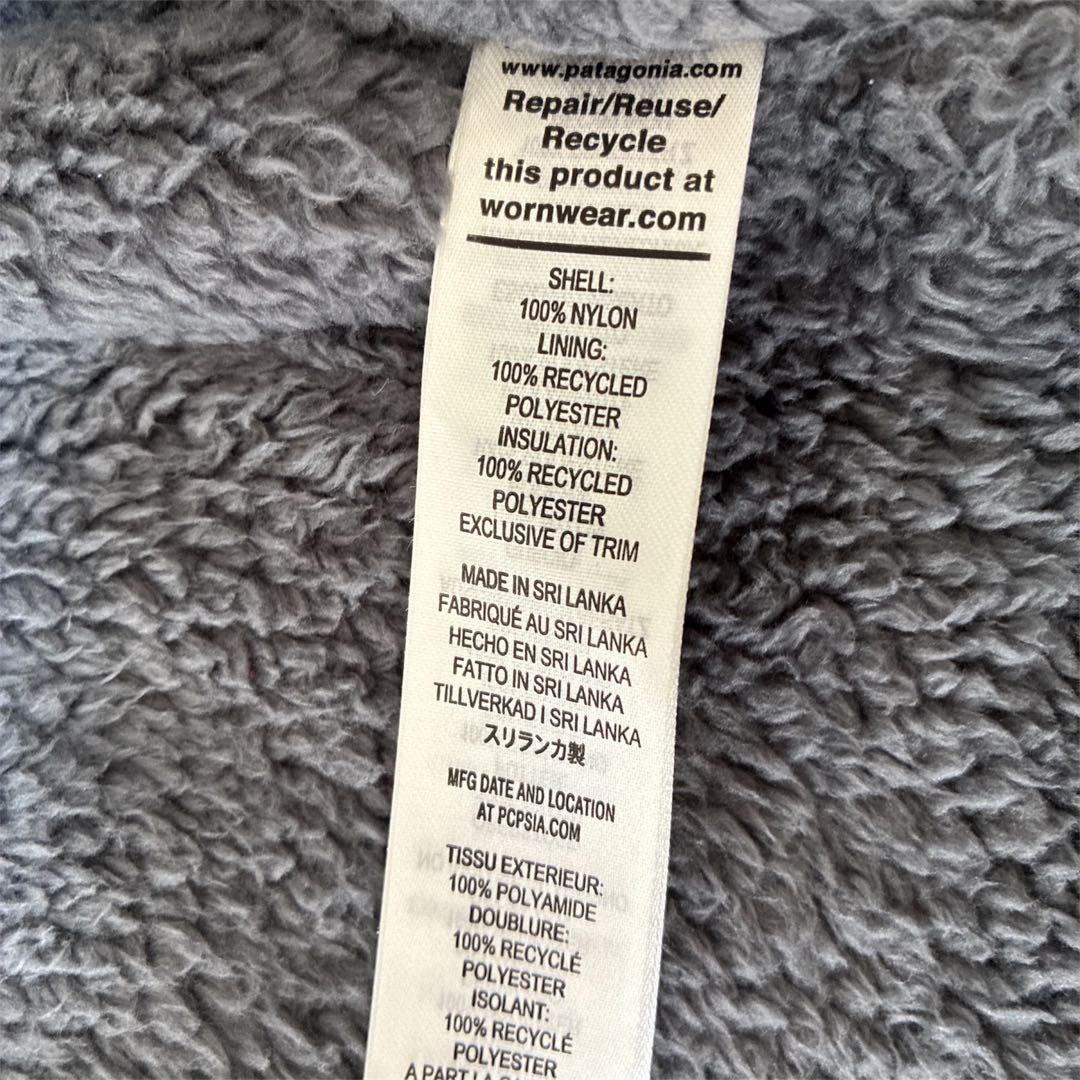 www.patagonia.com
Repair/Reuse/
Recycle
this product at
wornwear.com
SHELL:
100% NYLON
LINING:
100% RECYCLED
POLYESTER
INSULATION:
100% RECYCLED
POLYESTER
EXCLUSIVE OF TRIM
MADE IN SRI LANKA
FABRIQUÉ AU SRI LANKA
HECHO EN SRI LANKA
FATTO IN SRI LANKA
TILLVERKAD I SRI LANKA
スリランカ製
MFG DATE AND LOCATION
AT PCPSIA.COM
TISSU EXTERIEUR:
100% POLYAMIDE
DOUBLURE:
100% RECYCLÉ
POLYESTER
ISOLANT:
100% RECYCLÉ
POLYESTER
A PART LA